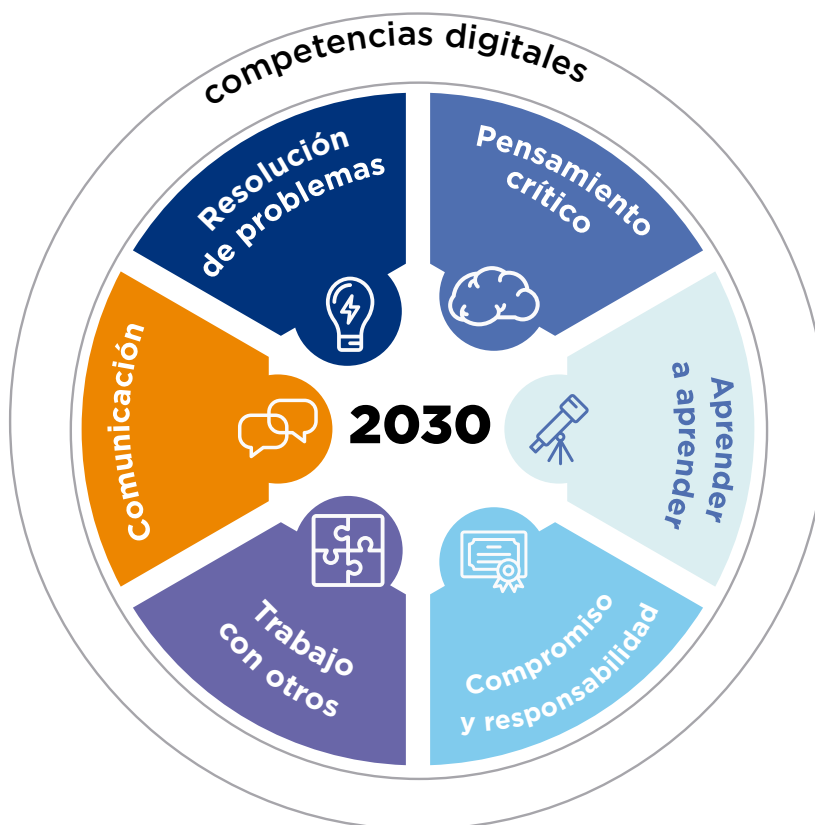 competencias digitales
Resolución
de problemas
Pensamiento
crítico
Comunicación
2030
Aprender
a aprender
Trabajo
con otros
Compromiso
y responsabilidad